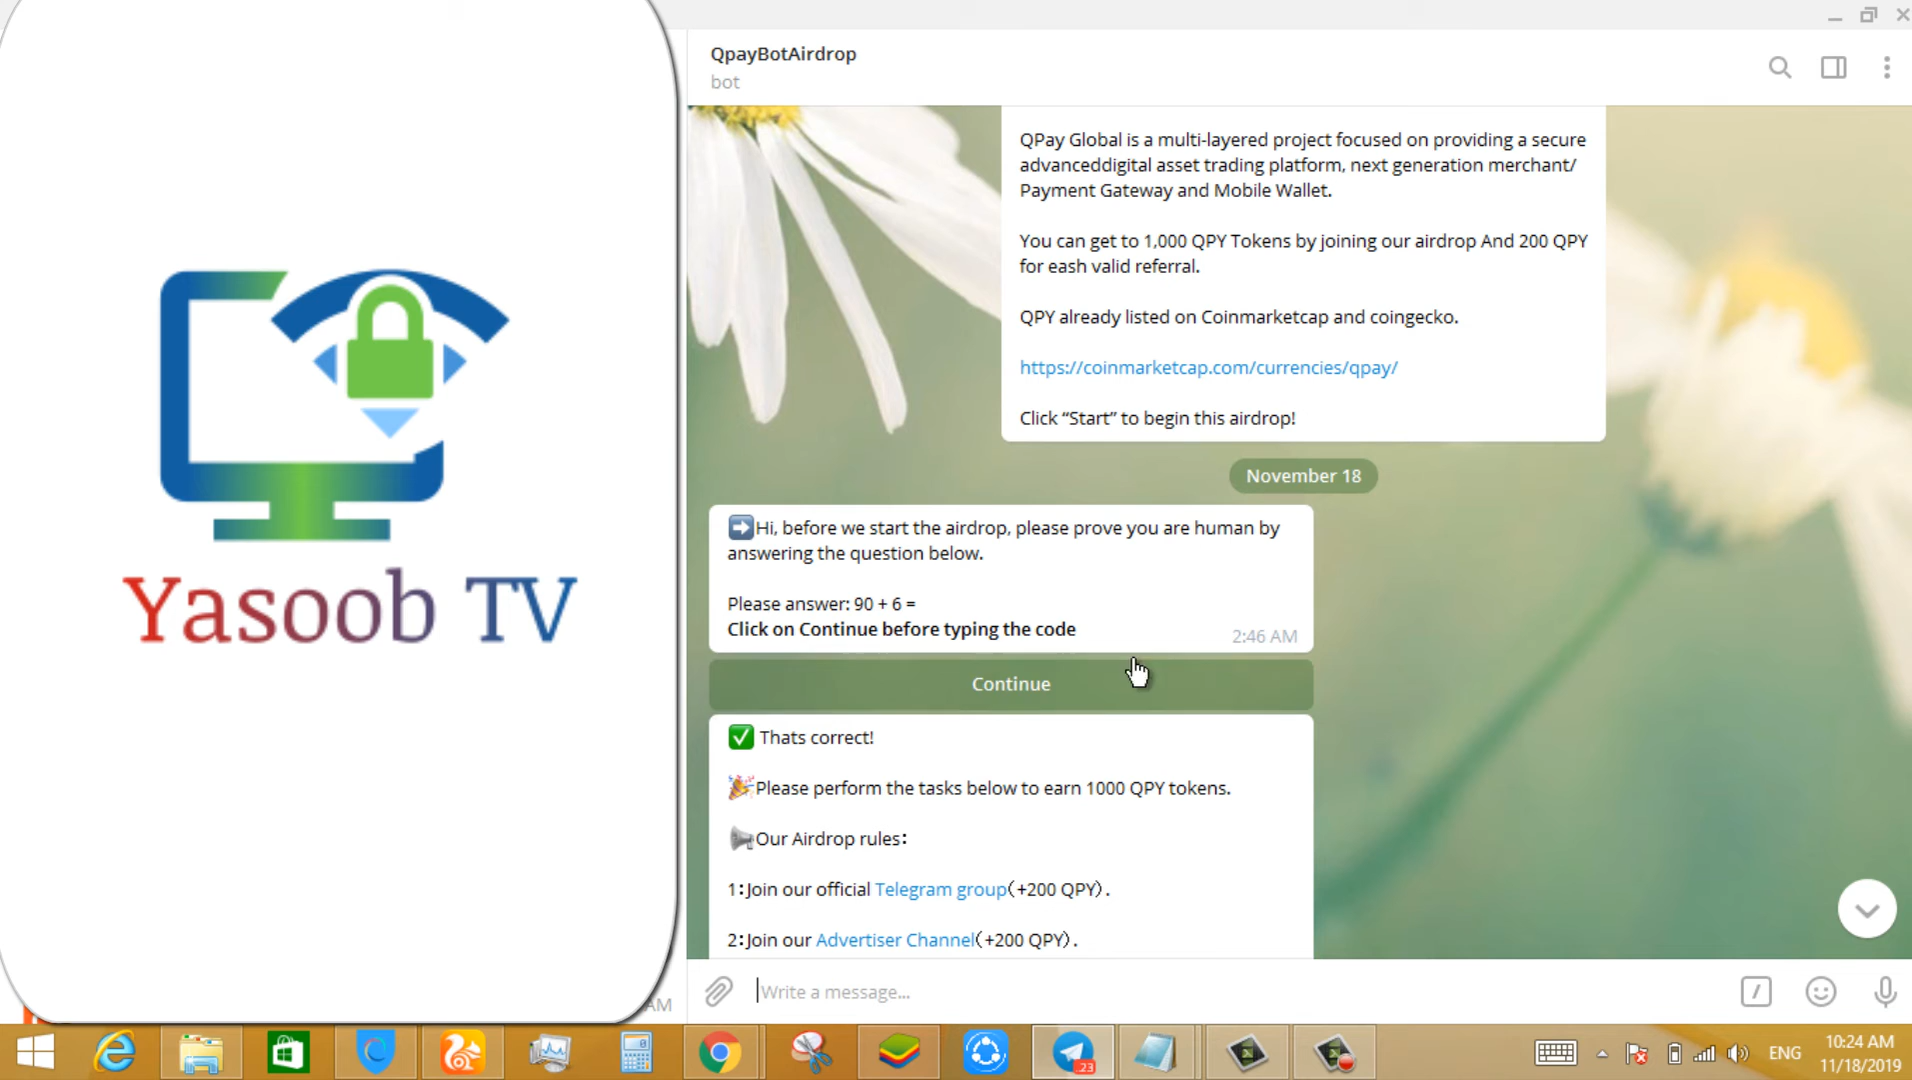 Yasoob TV
QpayBotAirdrop
bot
QPay Global is a multi-layered project focused on providing a secure
advanceddigital asset trading platform, next generation merchant/
Payment Gateway and Mobile Wallet.
You can get to 1,000 QPY Tokens by joining our airdrop And 200 QPY
for eash valid referral.
QPY already listed on Coinmarketcap and coingecko.
https://coinmarketcap.com/currencies/qpay/
Click “Start” to begin this airdrop!
November 18
Hi, before we start the airdrop, please prove you are human by
answering the question below.
Please answer: 90 + 6 =
Click on Continue before typing the code
2:46 AM
Continue
Thats correct!
Please perform the tasks below to earn 1000 QPY tokens.
Our Airdrop rules:
1:Join our official Telegram group(+200 QPY).
2:Join our Advertiser Channel(+200 QPY).
Write a message...
AM
23
ENG
10:24 AM
11/18/2019